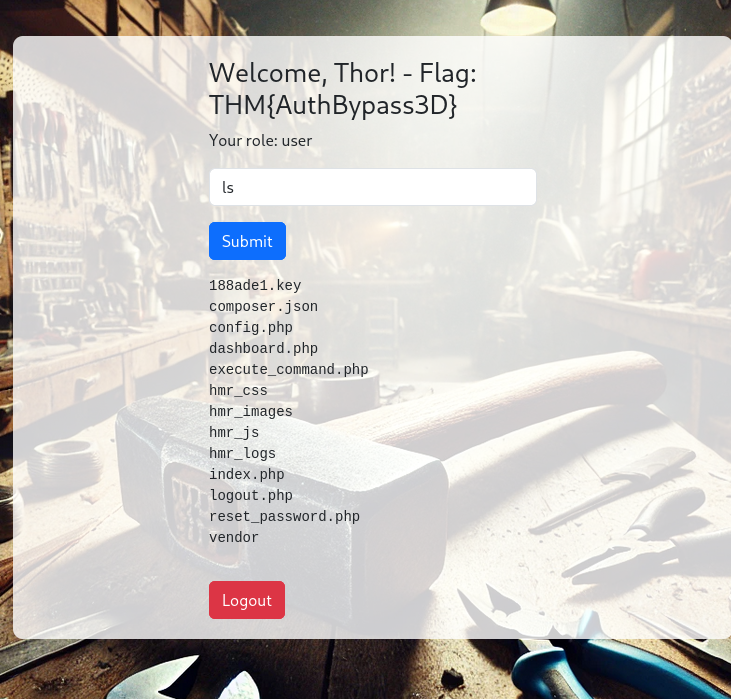 Welcome, Thor! - Flag:
THM{AuthBypass3D}
Your role: user
ls
Submit
188ade1.key
composer.json
config.php
dashboard.php
execute_command.php
hmr_css
hmr_images
hmr_js
hmr_logs
index.php
logout.php
reset_password.php
vendor
Logout